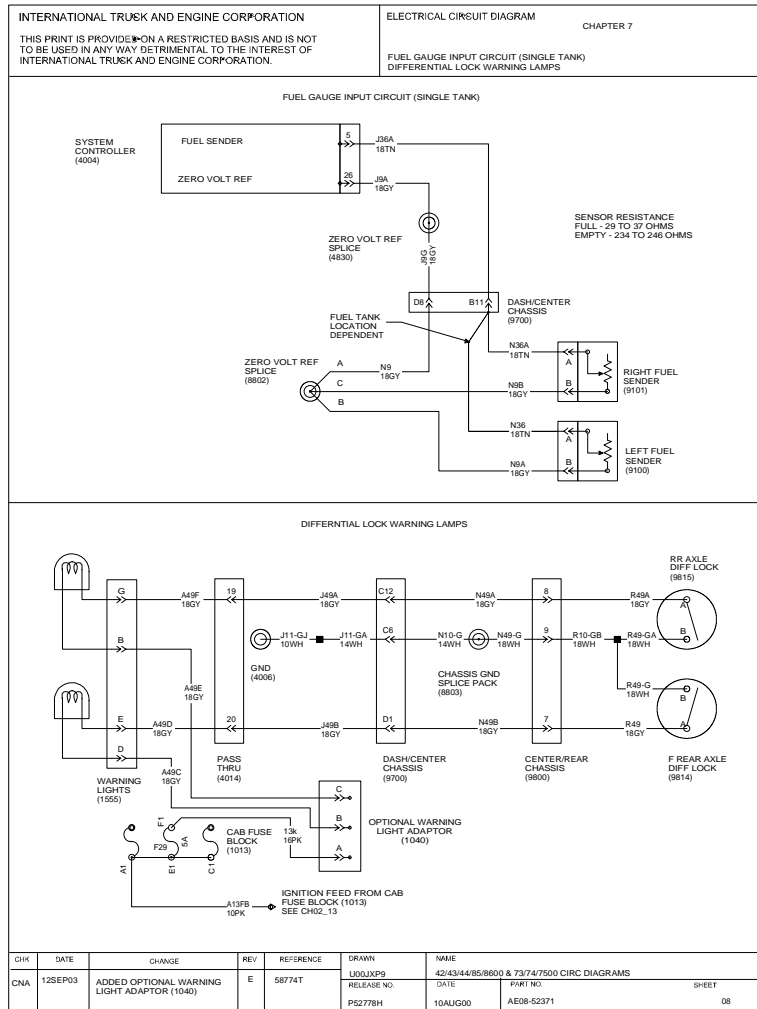 INTERNATIONAL TRUCK AND ENGINE CORPORATION
THIS PRINT IS PROVIDED ON A RESTRICTED BASIS AND IS NOT
TO BE USED IN ANY WAY DETRIMENTAL TO THE INTEREST OF
INTERNATIONAL TRUCK AND ENGINE CORPORATION.
ELECTRICAL CIRCUIT DIAGRAM
CHAPTER 7
FUEL GAUGE INPUT CIRCUIT (SINGLE TANK)
DIFFERENTIAL LOCK WARNING LAMPS
FUEL GAUGE INPUT CIRCUIT (SINGLE TANK)
SYSTEM
CONTROLLER
(4004)
FUEL SENDER
5
J36A
18TN
ZERO VOLT REF
26
J9A
18GY
ZERO VOLT REF
SPLICE
(4830)
J9G
18GY
SENSOR RESISTANCE
FULL - 29 TO 37 OHMS
EMPTY - 234 TO 246 OHMS
D8
B11
DASH/CENTER
CHASSIS
(9700)
FUEL TANK
LOCATION
DEPENDENT
ZERO VOLT REF
SPLICE
(8802)
A
N9
18GY
C
B
N36A
18TN
A
N9B
18GY
B
RIGHT FUEL
SENDER
(9101)
N36
18TN
A
N9A
18GY
B
LEFT FUEL
SENDER
(9100)
DIFFERNTIAL LOCK WARNING LAMPS
G
A49F
18GY
19
J49A
18GY
C12
N49A
18GY
8
R49A
18GY
A
RR AXLE
DIFF LOCK
(9815)
B
B
A49E
18GY
GND
(4006)
J11-GJ
10WH
J11-GA
14WH
C6
N10-G
14WH
N49-G
18WH
CHASSIS GND
SPLICE PACK
(8803)
9
R10-GB
18WH
R49-GA
18WH
R49-G
18WH
B
E
A49D
18GY
20
J49B
18GY
D1
N49B
18GY
7
R49
18GY
A
F REAR AXLE
DIFF LOCK
(9814)
D
A49C
18GY
WARNING
LIGHTS
(1555)
PASS
THRU
(4014)
DASH/CENTER
CHASSIS
(9700)
CENTER/REAR
CHASSIS
(9800)
C
B
A
OPTIONAL WARNING
LIGHT ADAPTOR
(1040)
F1
F29
5A
CAB FUSE
BLOCK
(1013)
13k
16PK
A1
E1
C1
A13FB
10PK
IGNITION FEED FROM CAB
FUSE BLOCK (1013)
SEE CH02_13
CHK
DATE
CHANGE
REV
REFERENCE
DRAWN
NAME
CNA
12SEP03
ADDED OPTIONAL WARNING
LIGHT ADAPTOR (1040)
E
58774T
U00JXP9
42/43/44/85/8600 & 73/74/7500 CIRC DIAGRAMS
RELEASE NO.
DATE
PART NO.
SHEET
P52778H
10AUG00
AE08-52371
08